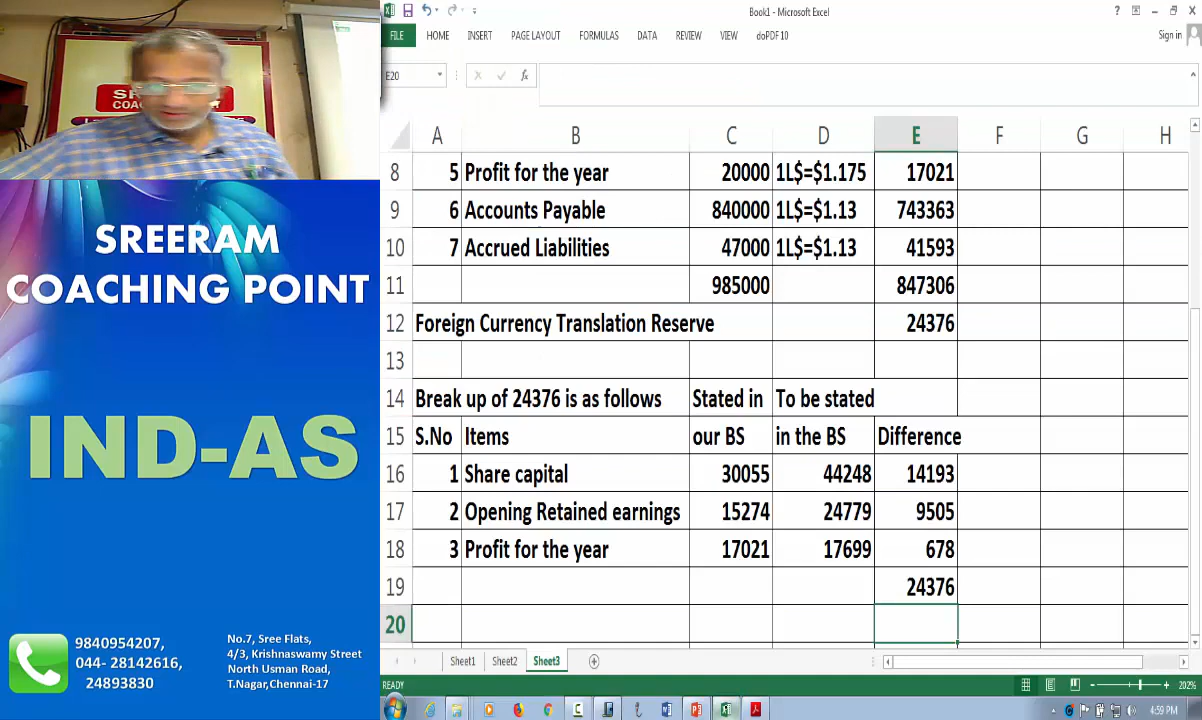 Book1 - Microsoft Excel
FILE HOME INSERT PAGE LAYOUT FORMULAS DATA REVIEW VIEW doPDF 10 Sign in
E20 fx
A B C D E F G H
8 5 Profit for the year 20000 1L$=$1.175 17021
9 6 Accounts Payable 840000 1L$=$1.13 743363
10 7 Accrued Liabilities 47000 1L$=$1.13 41593
11 985000 847306
12 Foreign Currency Translation Reserve 24376
13
14 Break up of 24376 is as follows Stated in To be stated
15 S.No Items our BS in the BS Difference
16 1 Share capital 30055 44248 14193
17 2 Opening Retained earnings 15274 24779 9505
18 3 Profit for the year 17021 17699 678
19 24376
20
Sheet1 Sheet2 Sheet3
READY 202%
4:59 PM
SREERAM
COACHING POINT
IND-AS
9840954207,
044- 28142616,
24893830
No.7, Sree Flats,
4/3, Krishnaswamy Street
North Usman Road,
T.Nagar,Chennai-17